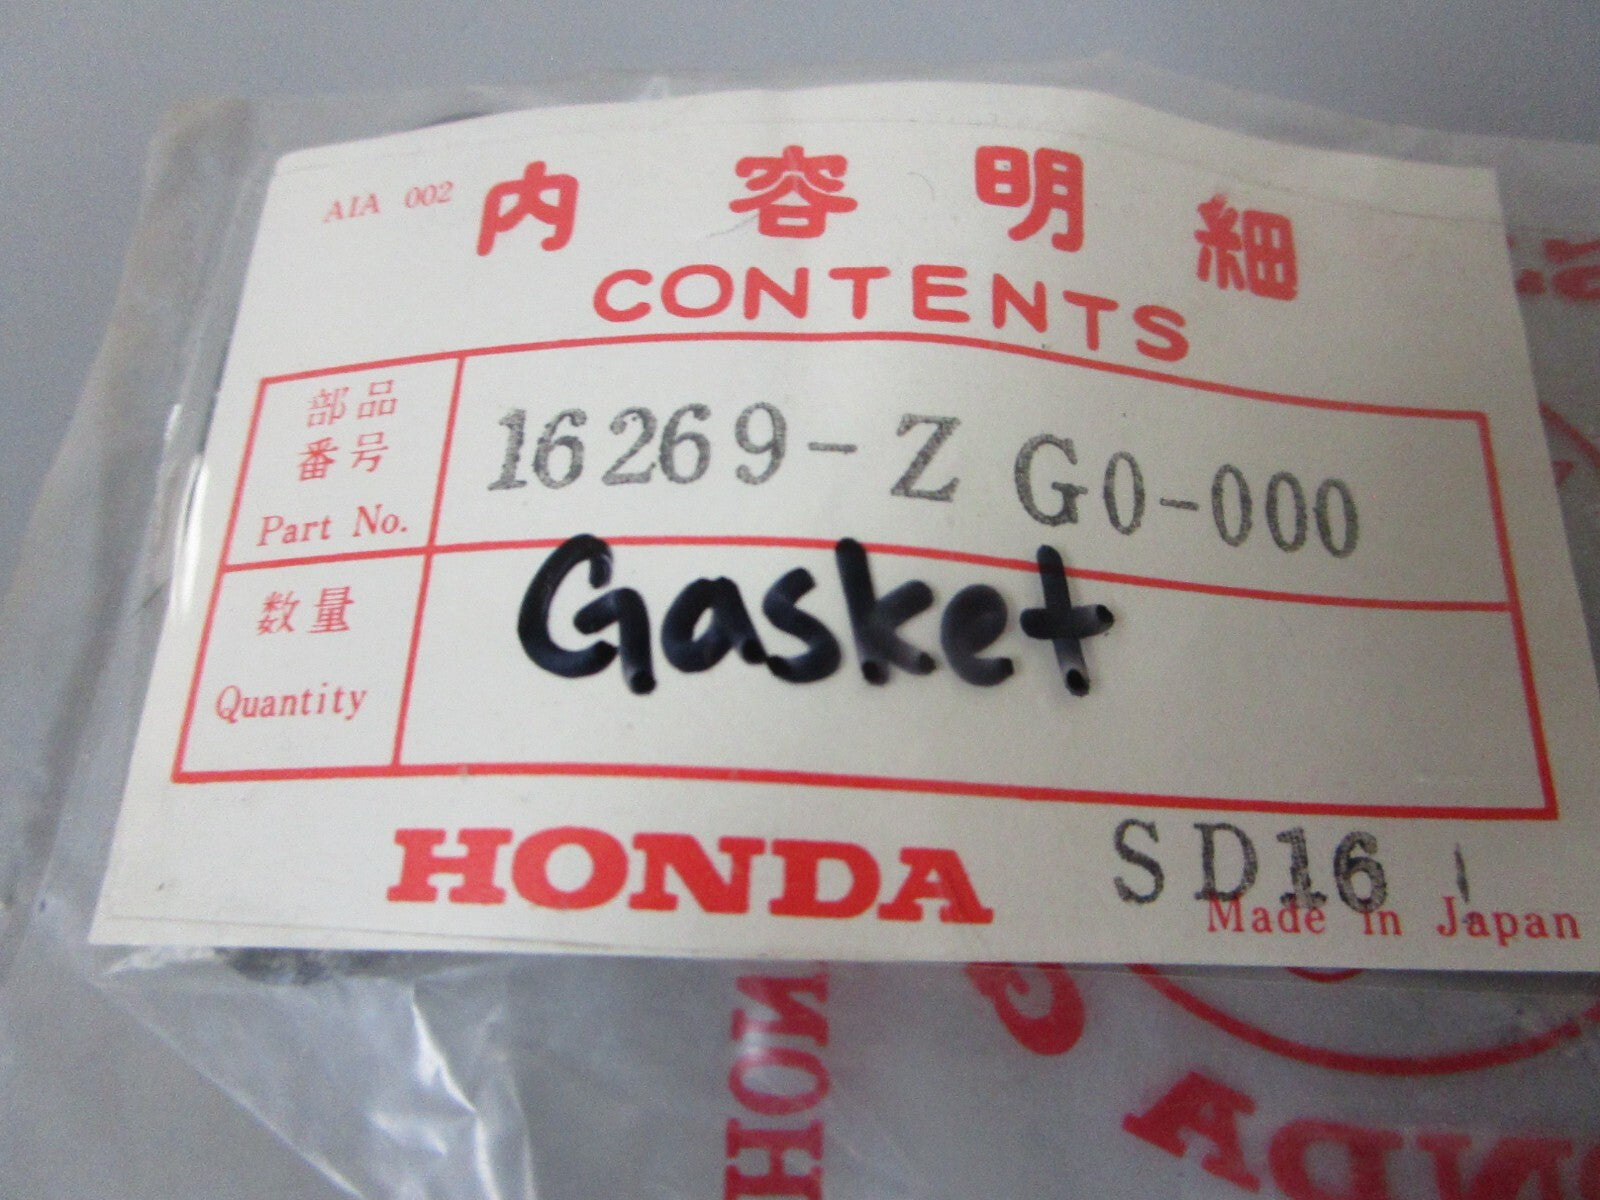 AIA 002
内容明細
CONTENTS
部品
番号
Part No.
16269-ZG0-000
数量
Quantity
Gasket
HONDA
SD16
Made in Japan
HON